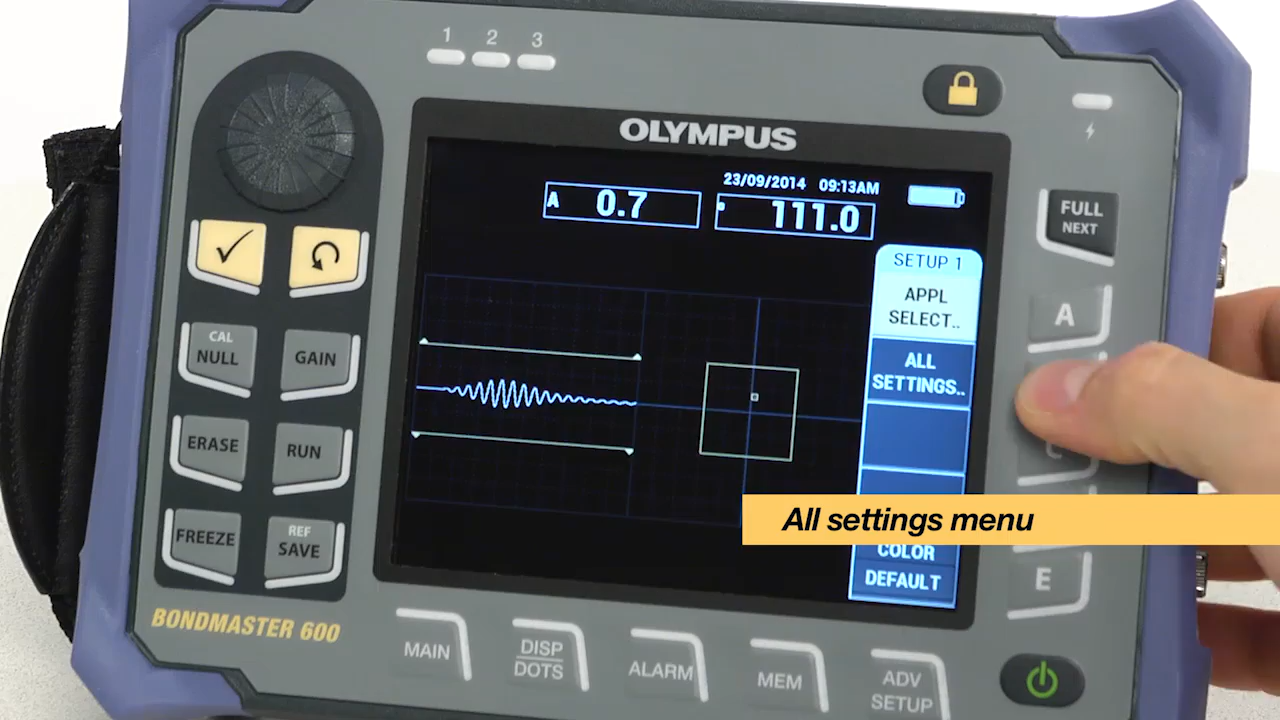 1 2 3
OLYMPUS
23/09/2014 09:13AM
A 0.7
111.0
FULL
NEXT
SETUP 1
APPL
SELECT..
A
ALL
SETTINGS..
CAL
NULL
GAIN
ERASE
RUN
All settings menu
FREEZE
REF
SAVE
COLOR
DEFAULT
E
BONDMASTER 600
MAIN
DISP
DOTS
ALARM
MEM
ADV
SETUP